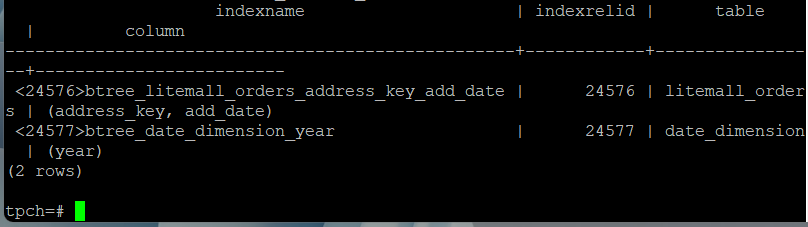 indexname | indexrelid | table
| column
---------------------------------------------------+------------+---------------
--+--------------------------
<24576>btree_litemall_orders_address_key_add_date | 24576 | litemall_order
s | (address_key, add_date)
<24577>btree_date_dimension_year | 24577 | date_dimension
| (year)
(2 rows)
tpch=#